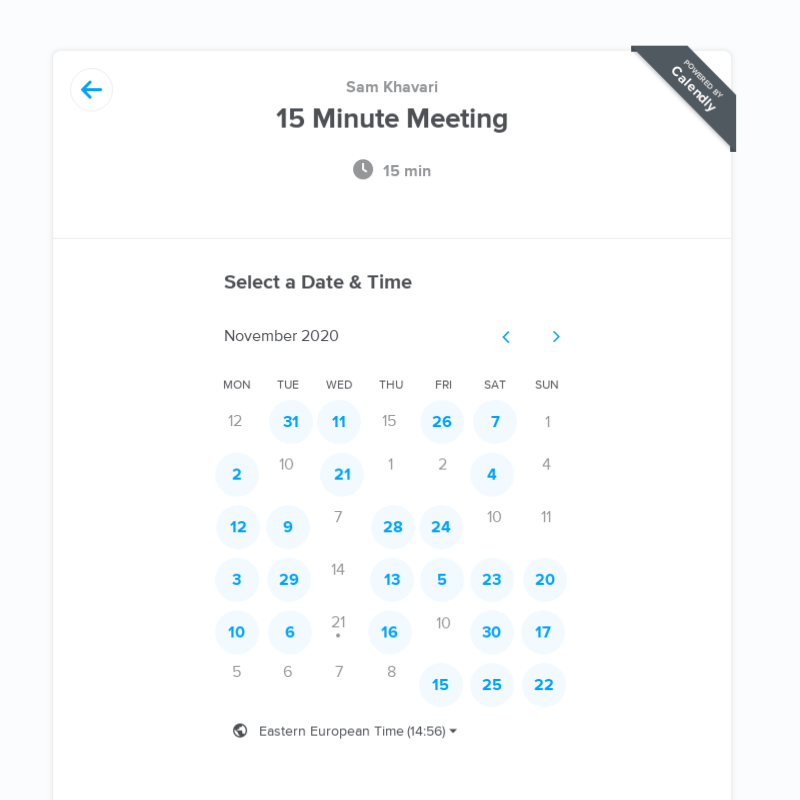 POWERED BY
Calendly
Sam Khavari
15 Minute Meeting
15 min
Select a Date & Time
November 2020
MON TUE WED THU FRI SAT SUN
12 31 11 15 26 7 1
2 10 21 1 2 4 4
12 9 7 28 24 10 11
3 29 14 13 5 23 20
10 6 21 16 10 30 17
5 6 7 8 15 25 22
Eastern European Time (14:56)